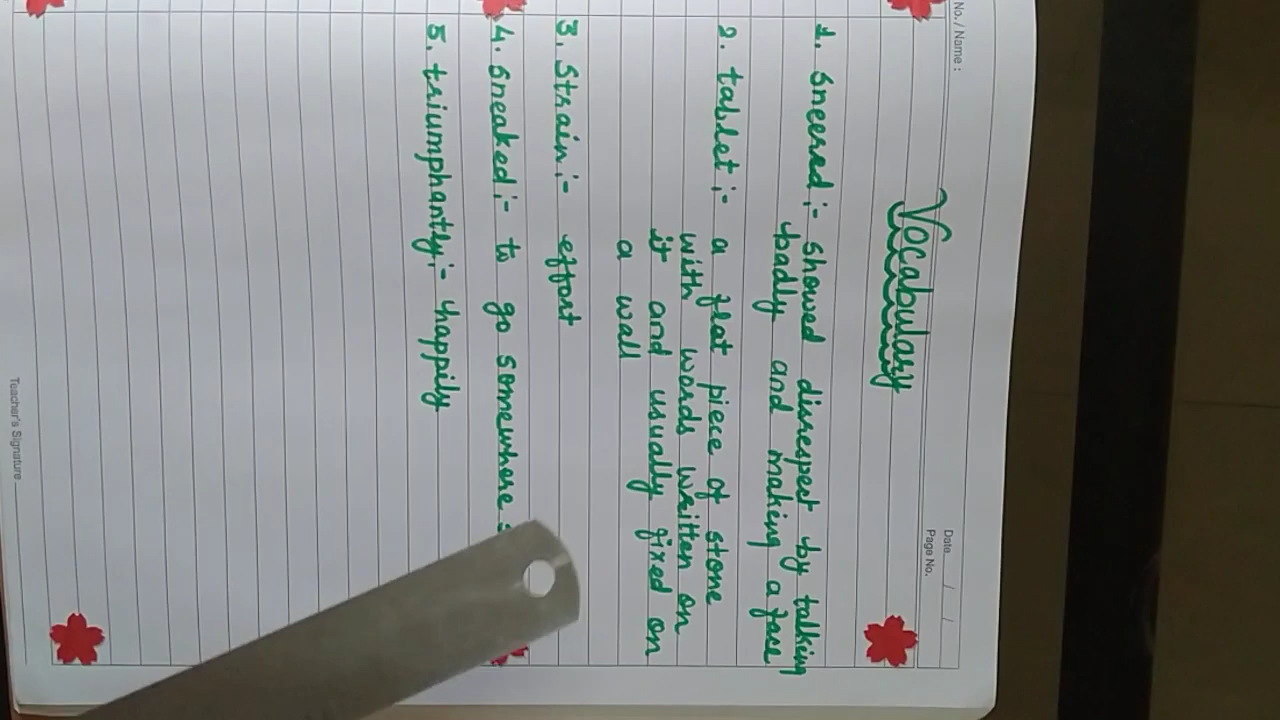 No. / Name :
Date / /
Page No.
Vocabulary
1. sneered :- showed disrespect by talking
badly and making a face
2. tablet :- a flat piece of stone
with words written on
it and usually fixed on
a wall
3. Strain :- effort
4. Sneaked :- to go somewhere
5. triumphantly :- happily
Teacher's Signature